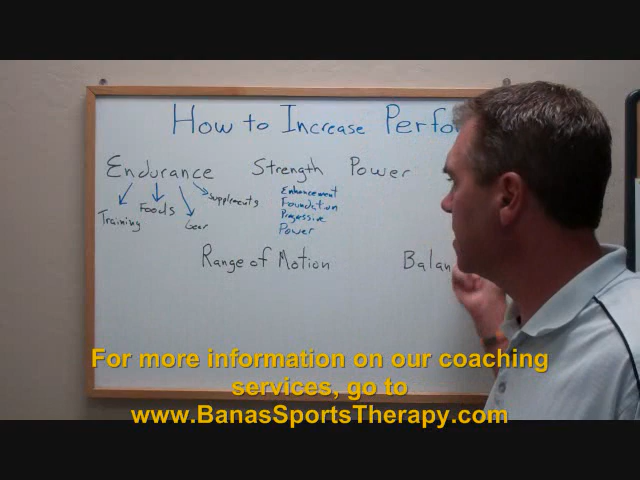 How to Increase Perfo
Endurance Strength Power
Training Foods Gear Supplements
Enhancement
Foundation
Progressive
Power
Range of Motion Balan
For more information on our coaching
services, go to
www.BanasSportsTherapy.com